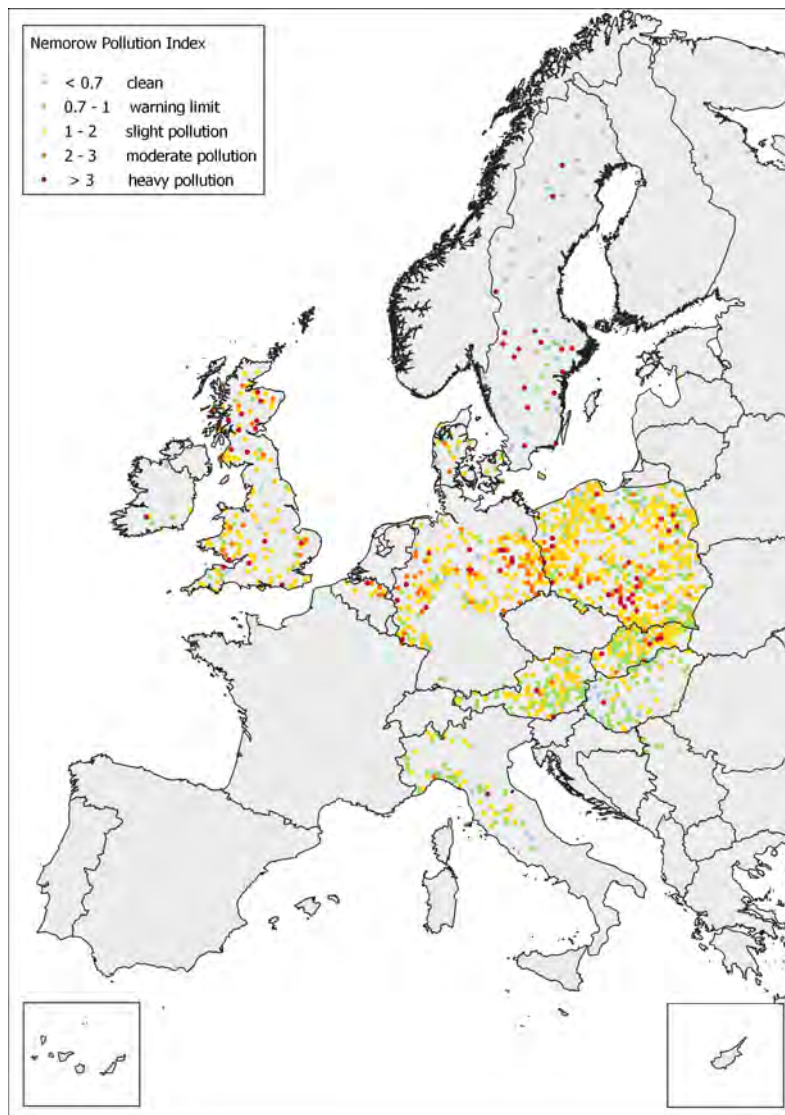 Nemorow Pollution Index
< 0.7 clean
0.7 - 1 warning limit
1 - 2 slight pollution
2 - 3 moderate pollution
> 3 heavy pollution